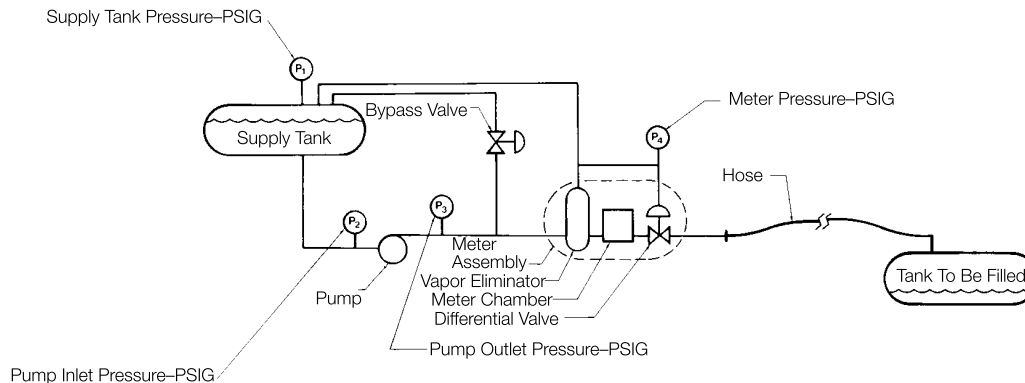 Supply Tank Pressure–PSIG
P1
Bypass Valve
Meter Pressure–PSIG
P4
Supply Tank
Hose
P2
P3
Meter
Assembly
Vapor Eliminator
Meter Chamber
Differential Valve
Tank To Be Filled
Pump
Pump Outlet Pressure–PSIG
Pump Inlet Pressure–PSIG